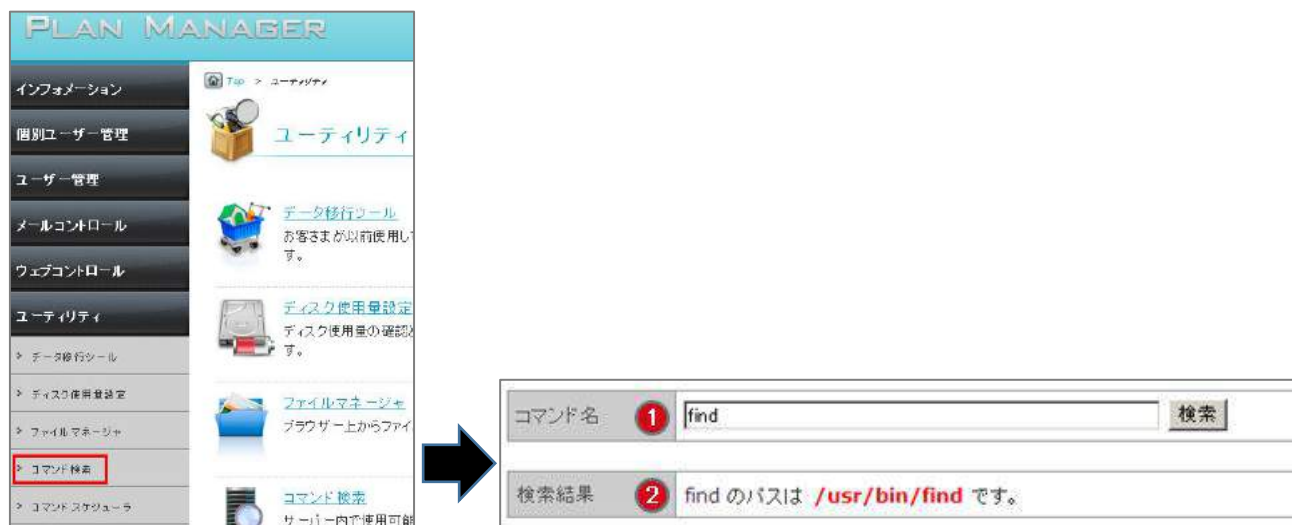 PLAN MANAGER
インフォメーション
個別ユーザー管理
ユーザー管理
メールコントロール
ウェブコントロール
ユーティリティ
> データ移行ツール
> ディスク使用量設定
> ファイルマネージャ
> コマンド検索
> コマンドスケジューラ
Top > ユーティリティ
ユーティリティ
データ移行ツール
お客さまが以前使用し
す。
ディスク使用量設定
ディスク使用量の確認
す。
ファイルマネージャ
ブラウザー上からファイ
コマンド検索
サーバー内で使用可能
コマンド名 1 find 検索
検索結果 2 find のパスは /usr/bin/find です。